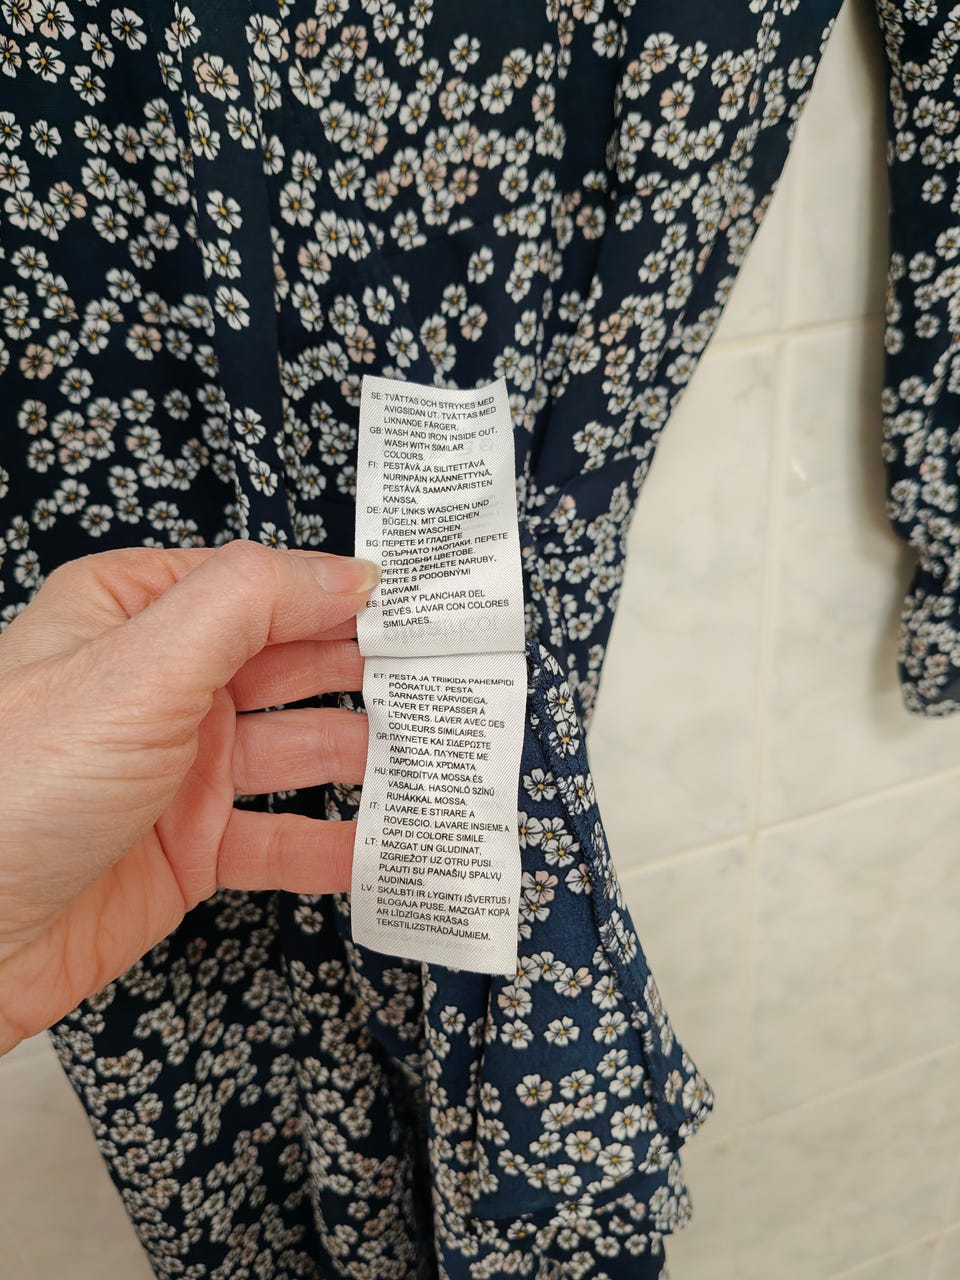 SE: TVÄTTAS OCH STRYKES MED
AVIGSIDAN UT. TVÄTTAS MED
LIKNANDE FÄRGER.
GB: WASH AND IRON INSIDE OUT.
WASH WITH SIMILAR
COLOURS.
FI: PESTÄVÄ JA SILITETTÄVÄ
NURINPÄIN KÄÄNNETTYNÄ.
PESTÄVÄ SAMANVÄRISTEN
KANSSA.
DE: AUF LINKS WASCHEN UND
BÜGELN. MIT GLEICHEN
FARBEN WASCHEN.
BG: ПЕРЕТЕ И ГЛАДЕТЕ
ОБЪРНАТО НАОПАКИ. ПЕРЕТЕ
С ПОДОБНИ ЦВЕТОВЕ.
PERTE A ŽEHLETE NARUBY.
PERTE S PODOBNÝMI
BARVAMI.
ES: LAVAR Y PLANCHAR DEL
REVÉS. LAVAR CON COLORES
SIMILARES.
ET: PESTA JA TRIIKIDA PAHEMPIDI
PÖÖRATULT. PESTA
SARNASTE VÄRVIDEGA.
FR: LAVER ET REPASSER À
L'ENVERS. LAVER AVEC DES
COULEURS SIMILAIRES.
GR: ΠΛΥΝΕΤΕ ΚΑΙ ΣΙΔΕΡΩΣΤΕ
ΑΝΑΠΟΔΑ. ΠΛΥΝΕΤΕ ΜΕ
ΠΑΡΟΜΟΙΑ ΧΡΩΜΑΤΑ.
HU: KIFORDÍTVA MOSSA ÉS
VASALJA. HASONLÓ SZÍNŰ
RUHÁKKAL MOSSA.
IT: LAVARE E STIRARE A
ROVESCIO. LAVARE INSIEME A
CAPI DI COLORE SIMILE.
LT: MAZGAT UN GLUDINAT,
IZGRIEŽOT UZ OTRU PUSI.
PLAUTI SU PANAŠIŲ SPALVŲ
AUDINIAIS.
LV: SKALBTI IR LYGINTI IŠVERTUS I
BLOGAJA PUSE. MAZGĀT KOPĀ
AR LĪDZĪGAS KRĀSAS
TEKSTILIZSTRĀDĀJUMIEM.